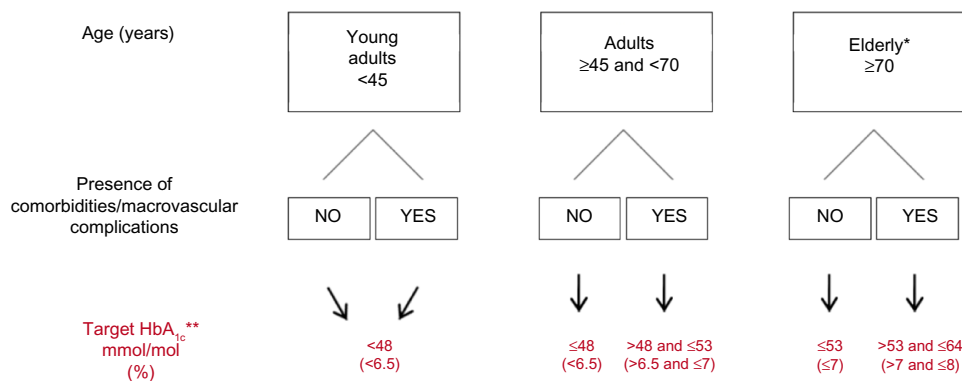 Age (years)
Young
adults
<45
Adults
≥45 and <70
Elderly*
≥70
Presence of
comorbidities/macrovascular
complications
NO
YES
NO
YES
NO
YES
Target HbA1c**
mmol/mol
(%)
<48
(<6.5)
≤48
(<6.5)
>48 and ≤53
(>6.5 and ≤7)
≤53
(≤7)
>53 and ≤64
(>7 and ≤8)